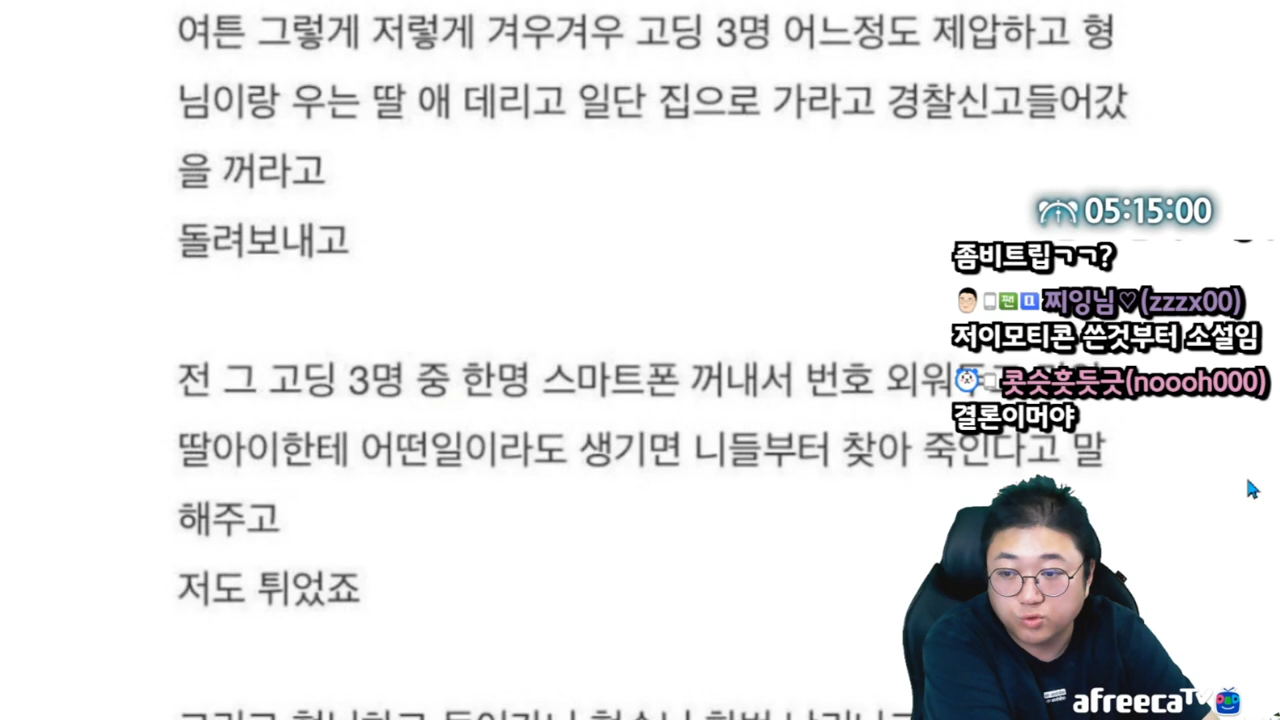 여튼 그렇게 저렇게 겨우겨우 고딩 3명 어느정도 제압하고 형
님이랑 우는 딸 애 데리고 일단 집으로 가라고 경찰신고들어갔
을 꺼라고
돌려보내고
전 그 고딩 3명 중 한명 스마트폰 꺼내서 번호
딸아이한테 어떤일이라도 생기면 니들부터 찾아 죽인다고 말
해주고
저도 튀었죠
05:15:00
좀비트립ㄱㄱ?
팬 찌잉님♡(zzzx00)
저이모티콘 쓴것부터 소설임
콧슷훗듯긋(noooh000)
결론이머야
afreecaTV